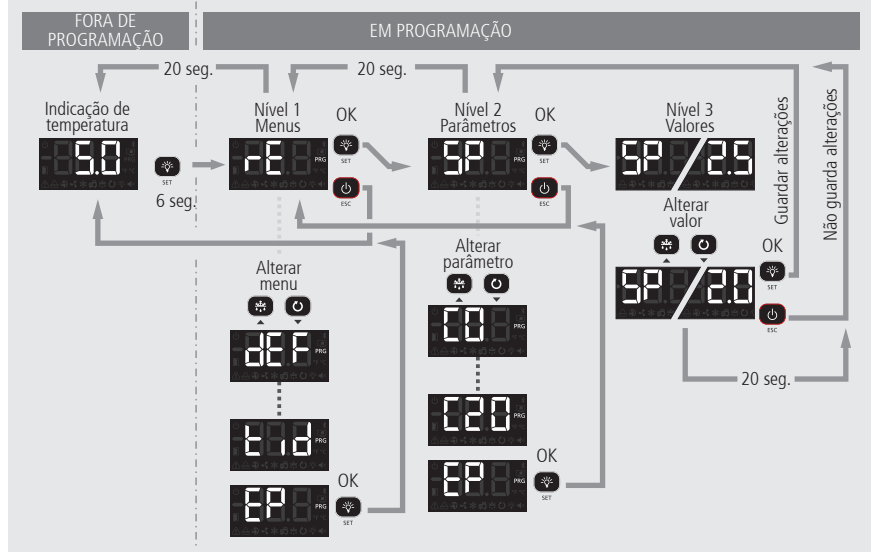 FORA DE
PROGRAMAÇÃO
EM PROGRAMAÇÃO
20 seg.
20 seg.
Indicação de
temperatura
Nível 1
Menus
OK
Nível 2
Parâmetros
OK
Nível 3
Valores
Guardar alterações
Não guarda alterações
5.0
SET
6 seg.
rE
PRG
SET
ESC
SP
PRG
SET
ESC
SP
2.5
Alterar
valor
OK
SP
2.0
SET
ESC
20 seg.
Alterar
menu
dEF
PRG
tid
PRG
EP
PRG
OK
SET
Alterar
parâmetro
C0
PRG
C20
PRG
EP
PRG
OK
SET